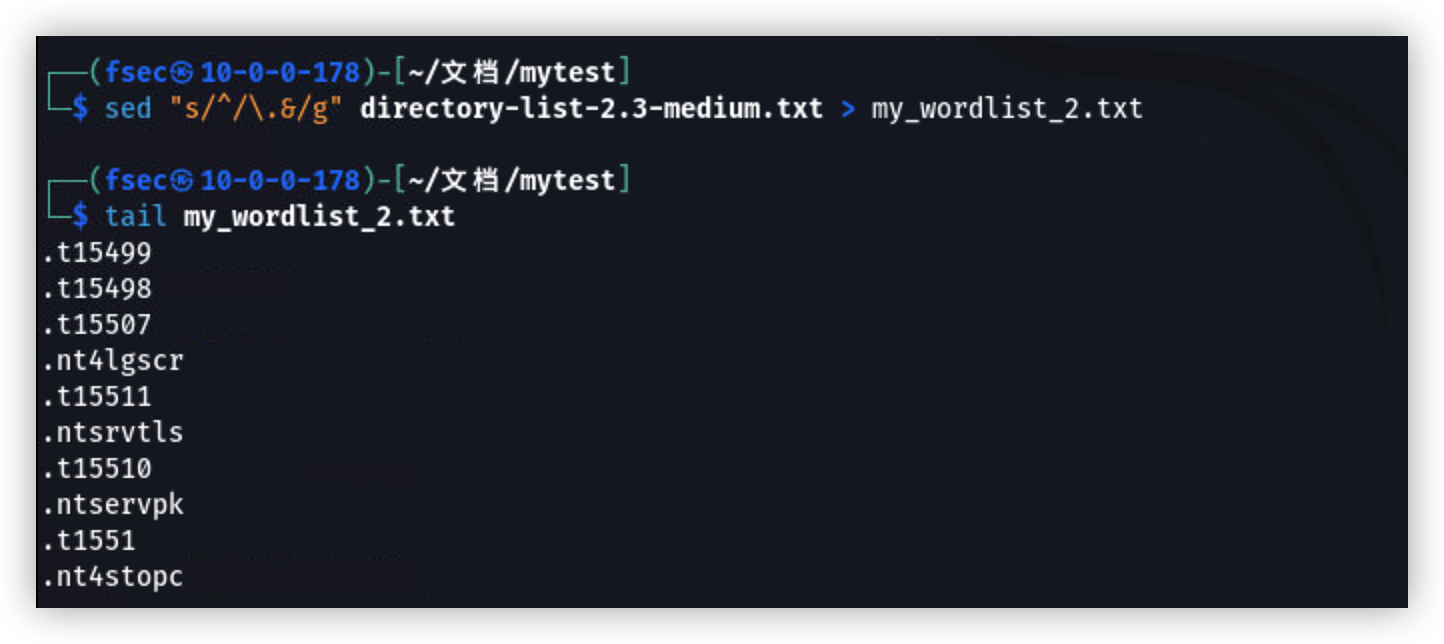 ┌──(fsec㉿10-0-0-178)-[~/文档/mytest]
└─$ sed "s/^/\.&/g" directory-list-2.3-medium.txt > my_wordlist_2.txt
┌──(fsec㉿10-0-0-178)-[~/文档/mytest]
└─$ tail my_wordlist_2.txt
.t15499
.t15498
.t15507
.nt4lgscr
.t15511
.ntsrvtls
.t15510
.ntservpk
.t1551
.nt4stopc